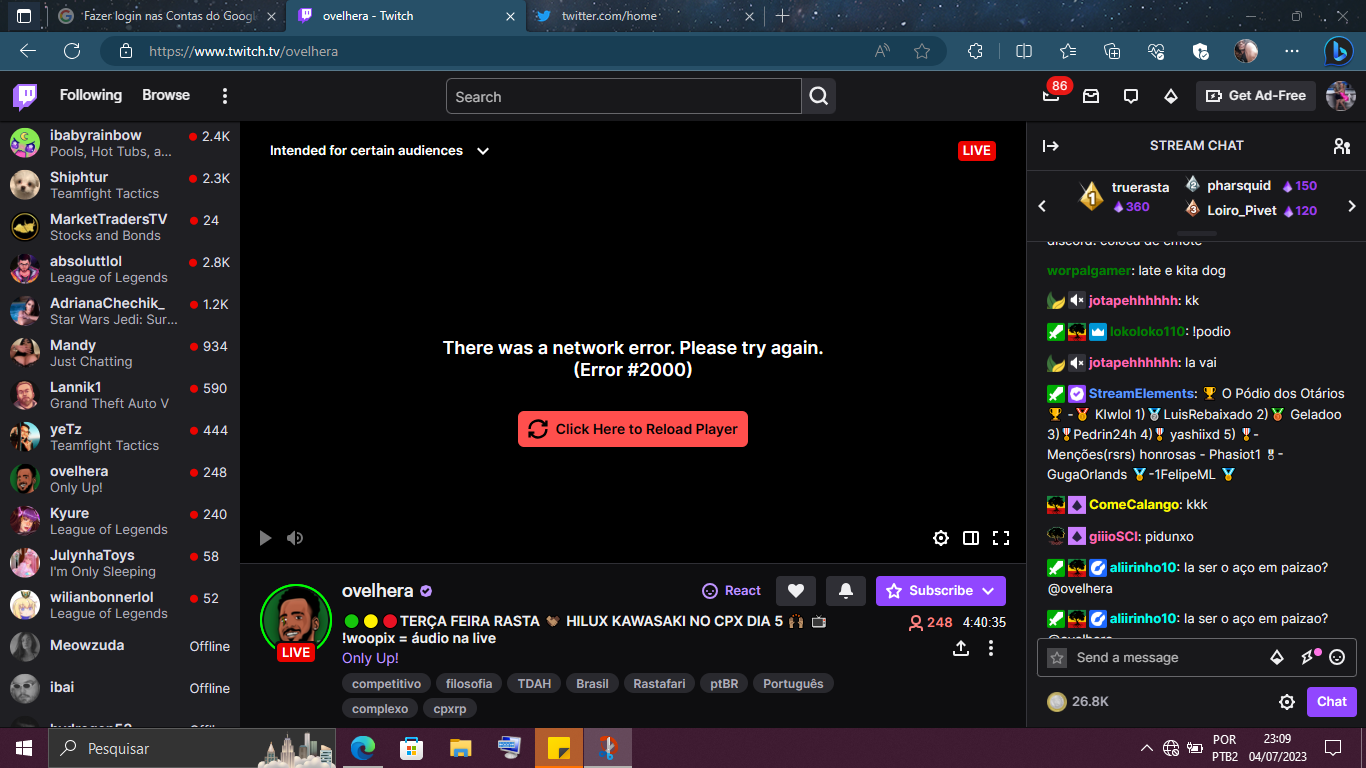 Fazer login nas Contas do Googl
ovelhera - Twitch
twitter.com/home
https://www.twitch.tv/ovelhera
Following
Browse
Search
86
Get Ad-Free
ibabyrainbow
2.4K
Pools, Hot Tubs, a...
Shiphtur
2.3K
Teamfight Tactics
MarketTradersTV
24
Stocks and Bonds
absoluttlol
2.8K
League of Legends
AdrianaChechik_
1.2K
Star Wars Jedi: Sur...
Mandy
934
Just Chatting
Lannik1
590
Grand Theft Auto V
yeTz
444
Teamfight Tactics
ovelhera
248
Only Up!
Kyure
240
League of Legends
JulynhaToys
58
I'm Only Sleeping
wilianbonnerlol
52
League of Legends
Meowzuda
Offline
ibai
Offline
Intended for certain audiences
LIVE
There was a network error. Please try again.
(Error #2000)
Click Here to Reload Player
ovelhera
React
Subscribe
🟢🟡🔴TERÇA FEIRA RASTA 🤎 HILUX KAWASAKI NO CPX DIA 5 🙌🏾 📺
!woopix = áudio na live
248
4:40:35
LIVE
Only Up!
competitivo
filosofia
TDAH
Brasil
Rastafari
ptBR
Português
complexo
cpxrp
STREAM CHAT
1
truerasta
360
2
pharsquid
150
3
Loiro_Pivet
120
discord: coloca de emote
worpalgamer: late e kita dog
jotapehhhhhh: kk
lokoloko110: !podio
jotapehhhhhh: la vai
StreamElements: 🏆 O Pódio dos Otários
🏆 -🥇 Klwlol 1)🥈LuisRebaixado 2)🥉 Geladoo
3)🎖Pedrin24h 4)🎖 yashiixd 5) 🎖-
Menções(rsrs) honrosas - Phasiot1 🎖-
GugaOrlands 🏅-1FelipeML 🏅
ComeCalango: kkk
giiioSCI: pidunxo
aliirinho10: la ser o aço em paizao?
@ovelhera
aliirinho10: la ser o aço em paizao?
@ovelhera
Send a message
26.8K
Chat
Pesquisar
POR
PTB2
23:09
04/07/2023